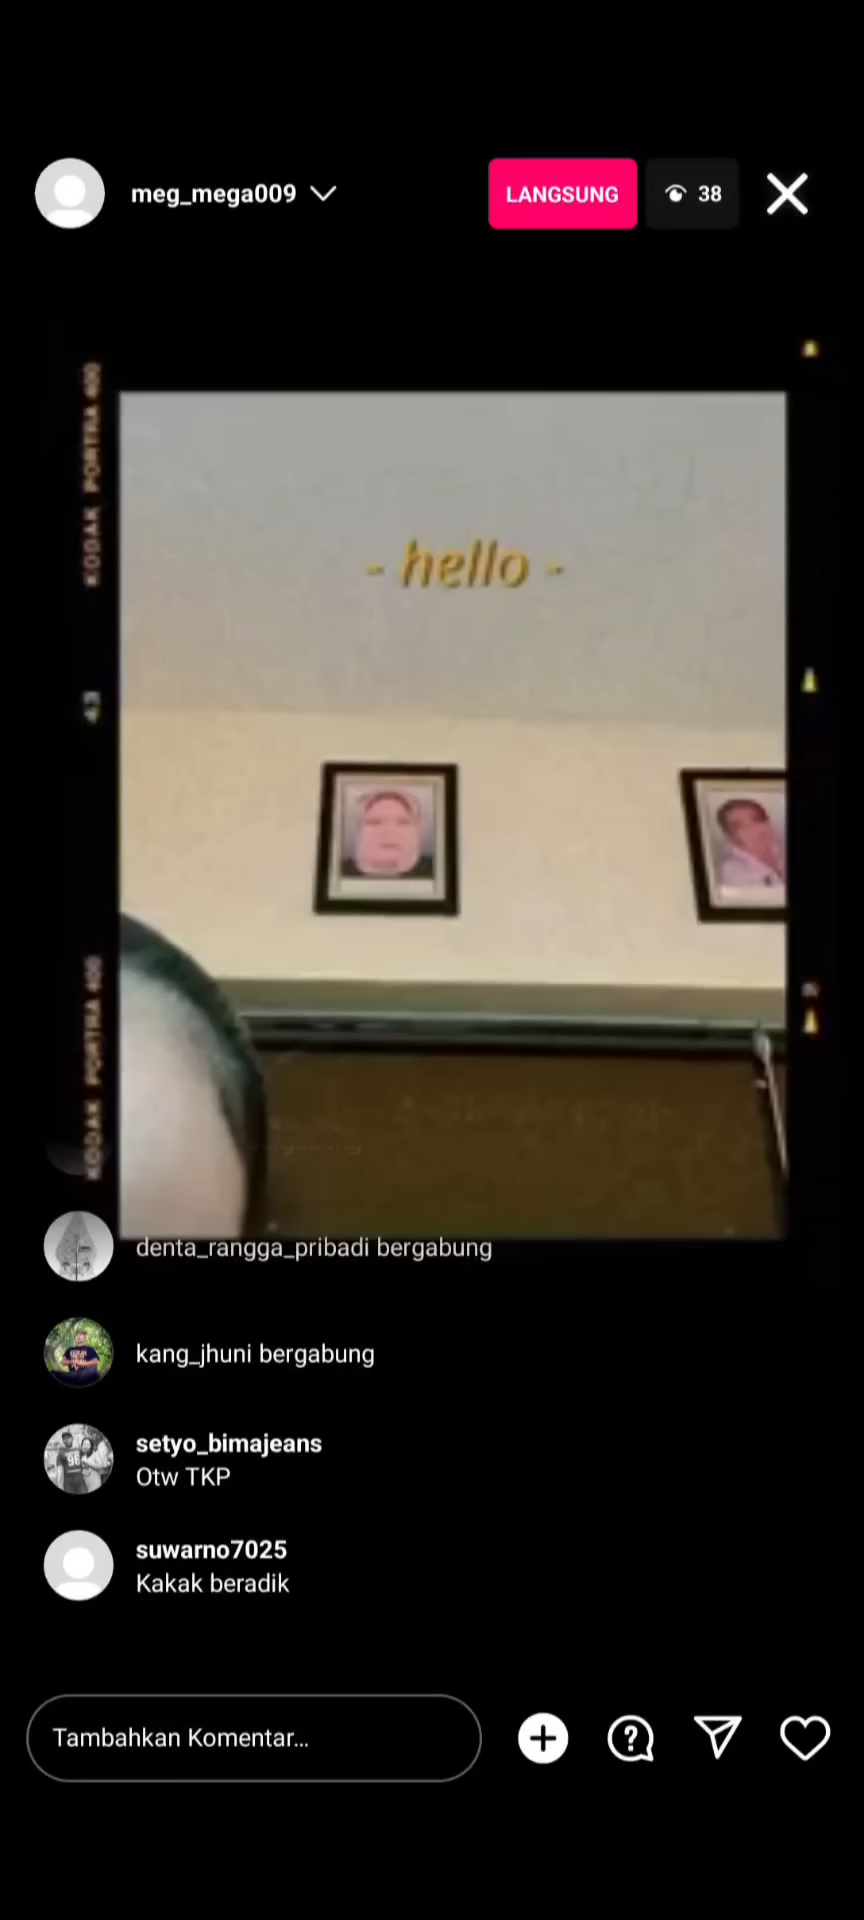 meg_mega009
LANGSUNG
38
KODAK PORTRA 400
- hello -
43
KODAK PORTRA 400
denta_rangga_pribadi bergabung
kang_jhuni bergabung
setyo_bimajeans
Otw TKP
suwarno7025
Kakak beradik
Tambahkan Komentar...